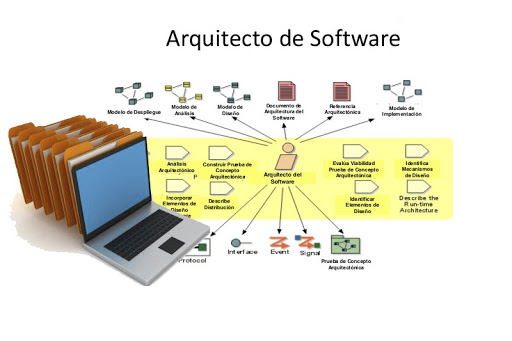 Arquitecto de Software
Modelo de Despliegue
Modelo de
Análisis
Modelo de
Diseño
Documento de
Arquitectura del
Software
Referencia
Arquitectónica
Modelo de
Implementación
Análisis
Arquitectónico
Construir Prueba de
Concepto
Arquitectónica
Arquitecto del
Software
Evalua Viabilidad
Prueba de Concepto
Arquitectónica
Identifica
Mecanismos
de Diseño
P
Incorporar
Elementos de
Diseño
Describe
Distribución
Identificar
Elementos de
Diseño
Describe the
Run-time
Architecture
Protocol
Interface
Event
Signal
Prueba de Concepto
Arquitectónica